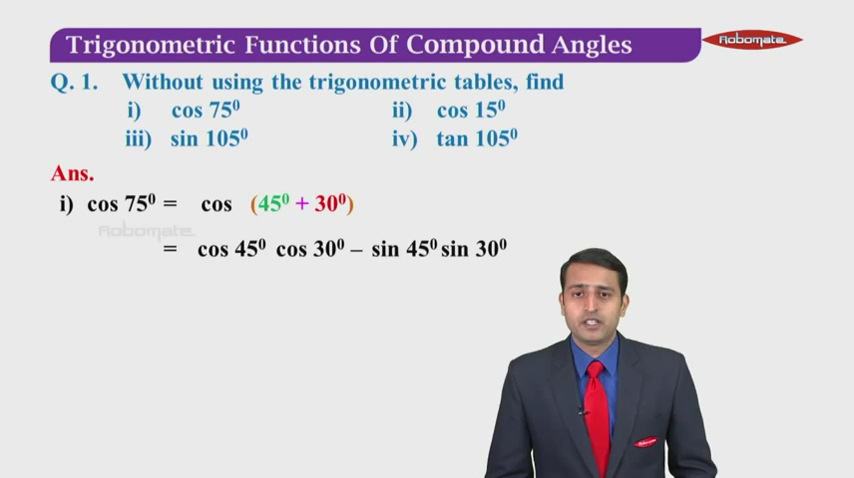 Trigonometric Functions Of Compound Angles
Robomate
Q. 1. Without using the trigonometric tables, find
i) cos 75⁰ ii) cos 15⁰
iii) sin 105⁰ iv) tan 105⁰
Ans.
i) cos 75⁰ = cos (45⁰ + 30⁰)
Robomate
= cos 45⁰ cos 30⁰ – sin 45⁰ sin 30⁰